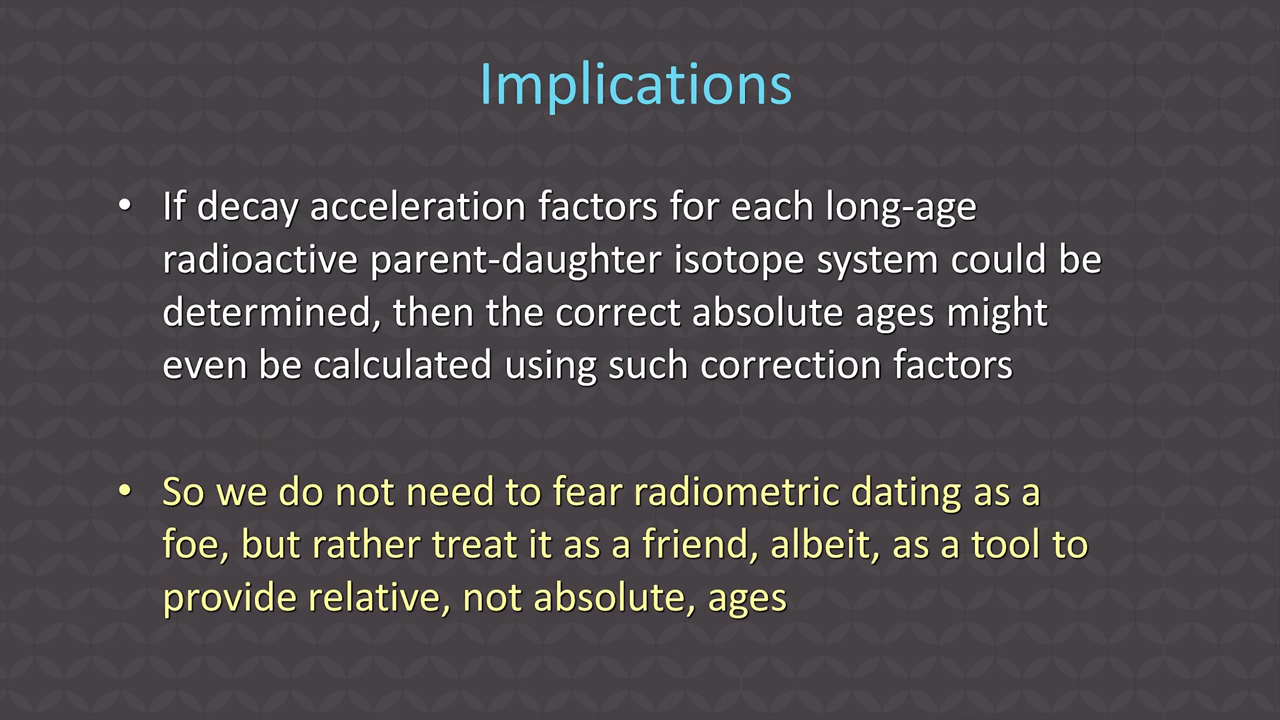 Implications
• If decay acceleration factors for each long-age
radioactive parent-daughter isotope system could be
determined, then the correct absolute ages might
even be calculated using such correction factors
• So we do not need to fear radiometric dating as a
foe, but rather treat it as a friend, albeit, as a tool to
provide relative, not absolute, ages